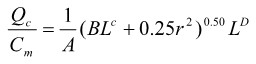 Q_c/C_m = 1/A (BL^c + 0.25r^2)^0.50 L^D